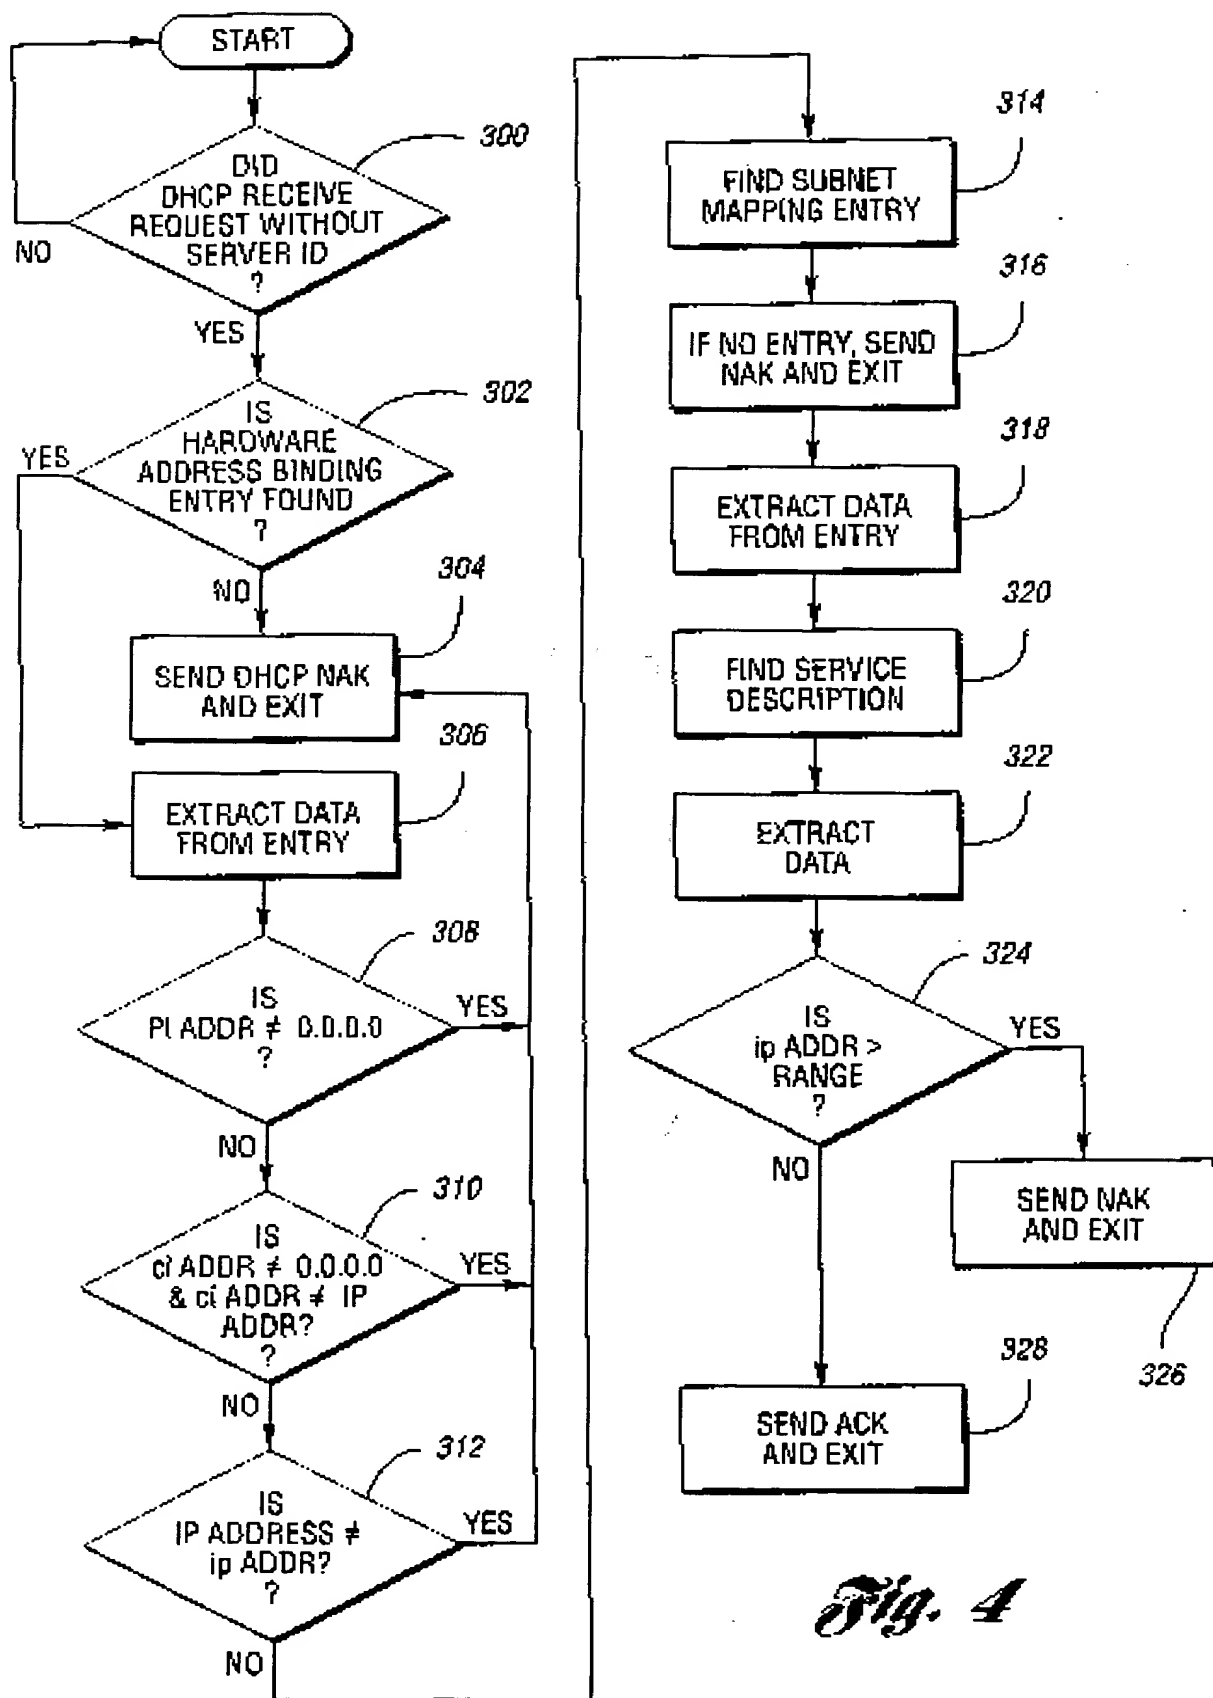 START
300
DID
DHCP RECEIVE
REQUEST WITHOUT
SERVER ID
?
NO
YES
302
IS
HARDWARE
ADDRESS BINDING
ENTRY FOUND
?
YES
NO
304
SEND DHCP NAK
AND EXIT
306
EXTRACT DATA
FROM ENTRY
308
IS
PI ADDR ≠ 0.0.0.0
?
YES
NO
310
IS
ci ADDR ≠ 0.0.0.0
& ci ADDR ≠ IP
ADDR?
?
YES
NO
312
IS
IP ADDRESS ≠
ip ADDR?
?
YES
NO
314
FIND SUBNET
MAPPING ENTRY
316
IF NO ENTRY, SEND
NAK AND EXIT
318
EXTRACT DATA
FROM ENTRY
320
FIND SERVICE
DESCRIPTION
322
EXTRACT
DATA
324
IS
ip ADDR >
RANGE
?
YES
NO
SEND NAK
AND EXIT
326
328
SEND ACK
AND EXIT
Fig. 4